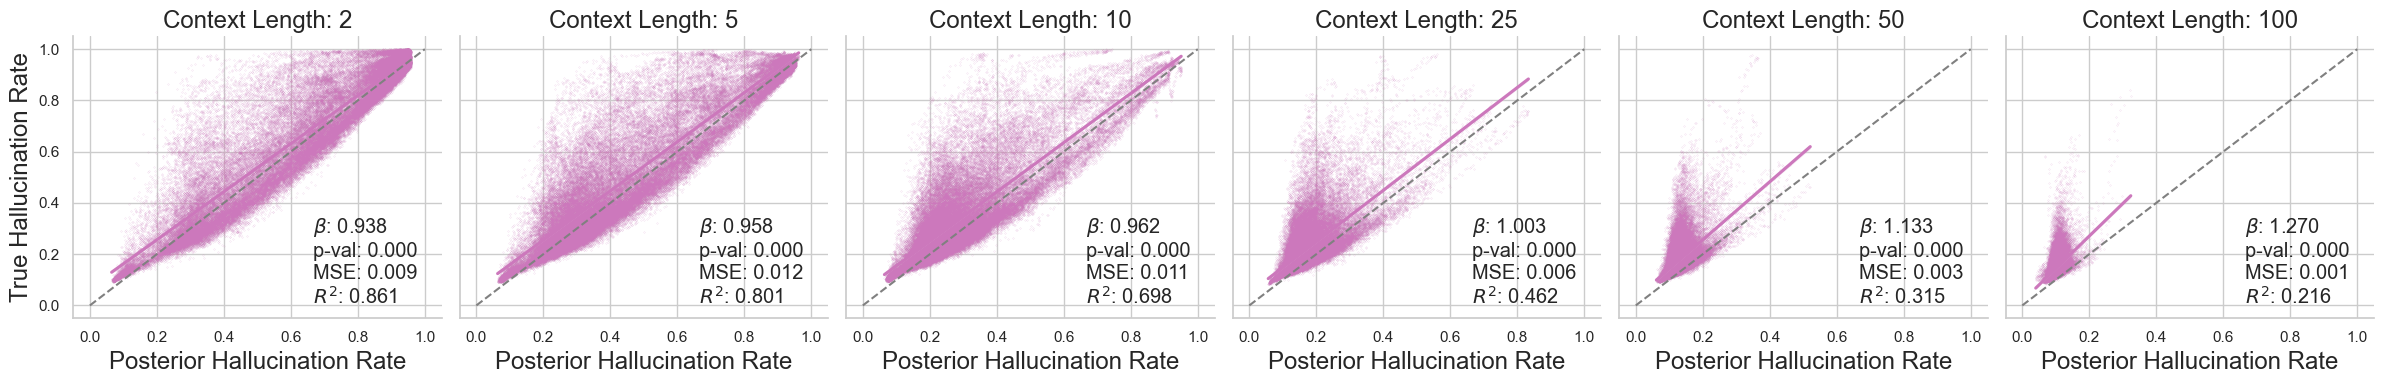 Context Length: 2
True Hallucination Rate
1.0
0.8
0.6
0.4
0.2
0.0
β: 0.938
p-val: 0.000
MSE: 0.009
R²: 0.861
0.0 0.2 0.4 0.6 0.8 1.0
Posterior Hallucination Rate
Context Length: 5
β: 0.958
p-val: 0.000
MSE: 0.012
R²: 0.801
0.0 0.2 0.4 0.6 0.8 1.0
Posterior Hallucination Rate
Context Length: 10
β: 0.962
p-val: 0.000
MSE: 0.011
R²: 0.698
0.0 0.2 0.4 0.6 0.8 1.0
Posterior Hallucination Rate
Context Length: 25
β: 1.003
p-val: 0.000
MSE: 0.006
R²: 0.462
0.0 0.2 0.4 0.6 0.8 1.0
Posterior Hallucination Rate
Context Length: 50
β: 1.133
p-val: 0.000
MSE: 0.003
R²: 0.315
0.0 0.2 0.4 0.6 0.8 1.0
Posterior Hallucination Rate
Context Length: 100
β: 1.270
p-val: 0.000
MSE: 0.001
R²: 0.216
0.0 0.2 0.4 0.6 0.8 1.0
Posterior Hallucination Rate